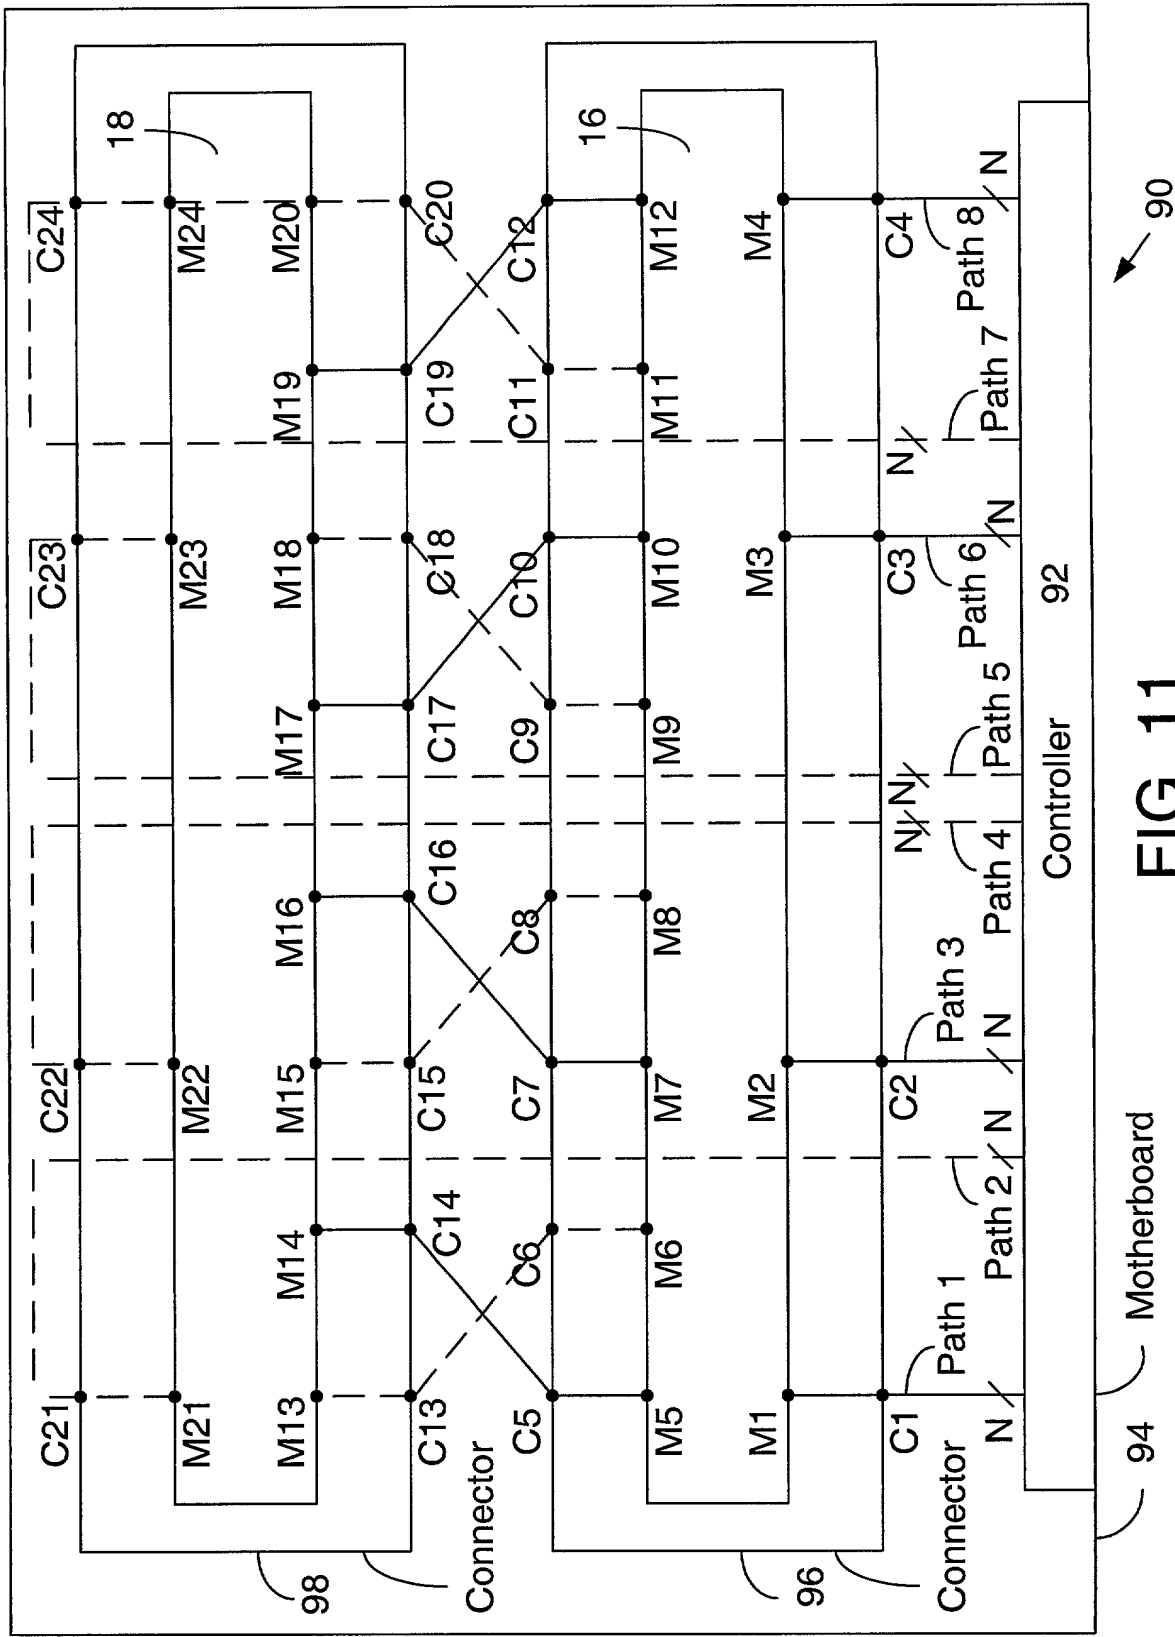 C21
C22
C23
C24
M21
M22
M23
M24
18
M13
M14
M15
M16
M17
M18
M19
M20
C13
C14
C15
C16
C17
C18
C19
C20
98
Connector
C5
C6
C7
C8
C9
C10
C11
C12
M5
M6
M7
M8
M9
M10
M11
M12
16
M1
M2
M3
M4
C1
C2
C3
C4
96
Connector
Path 1
Path 2
Path 3
Path 4
Path 5
Path 6
Path 7
Path 8
N
N
N
N
N
N
N
N
Controller
92
94
Motherboard
90
FIG. 11